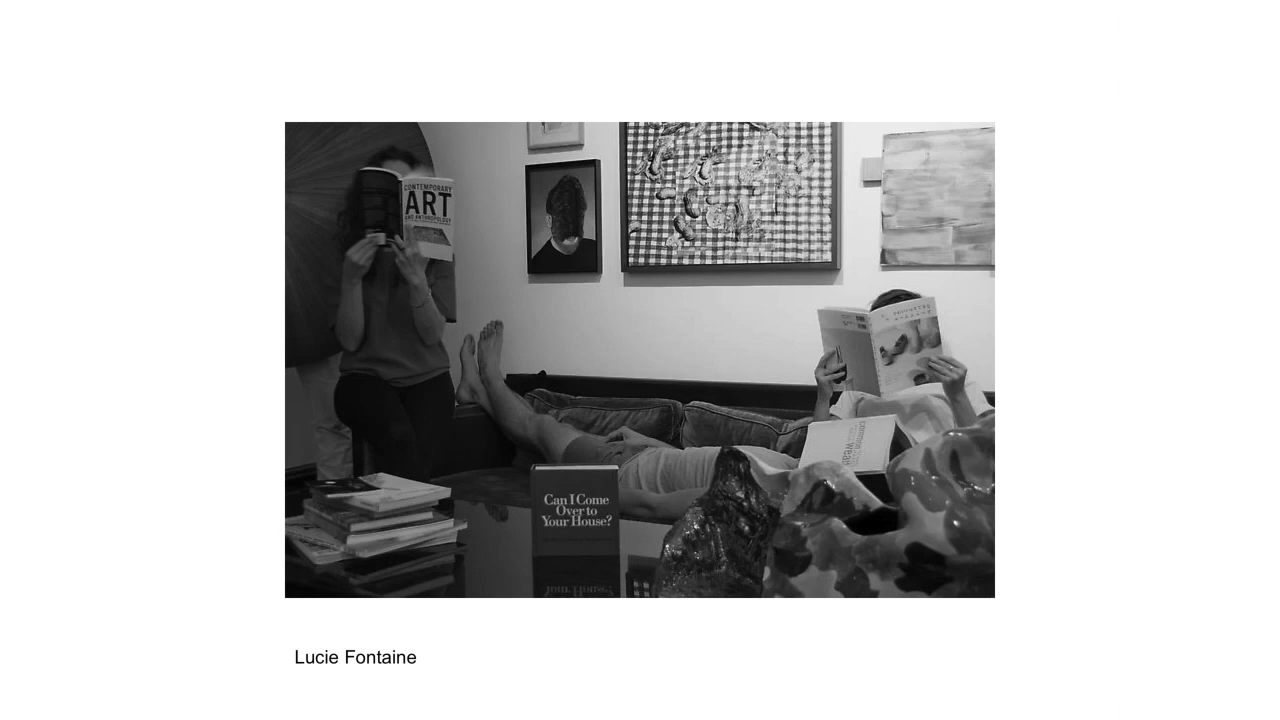 CONTEMPORARY
ART
AND ANTHROPOLOGY
Can I Come
Over to
Your House?
Lucie Fontaine